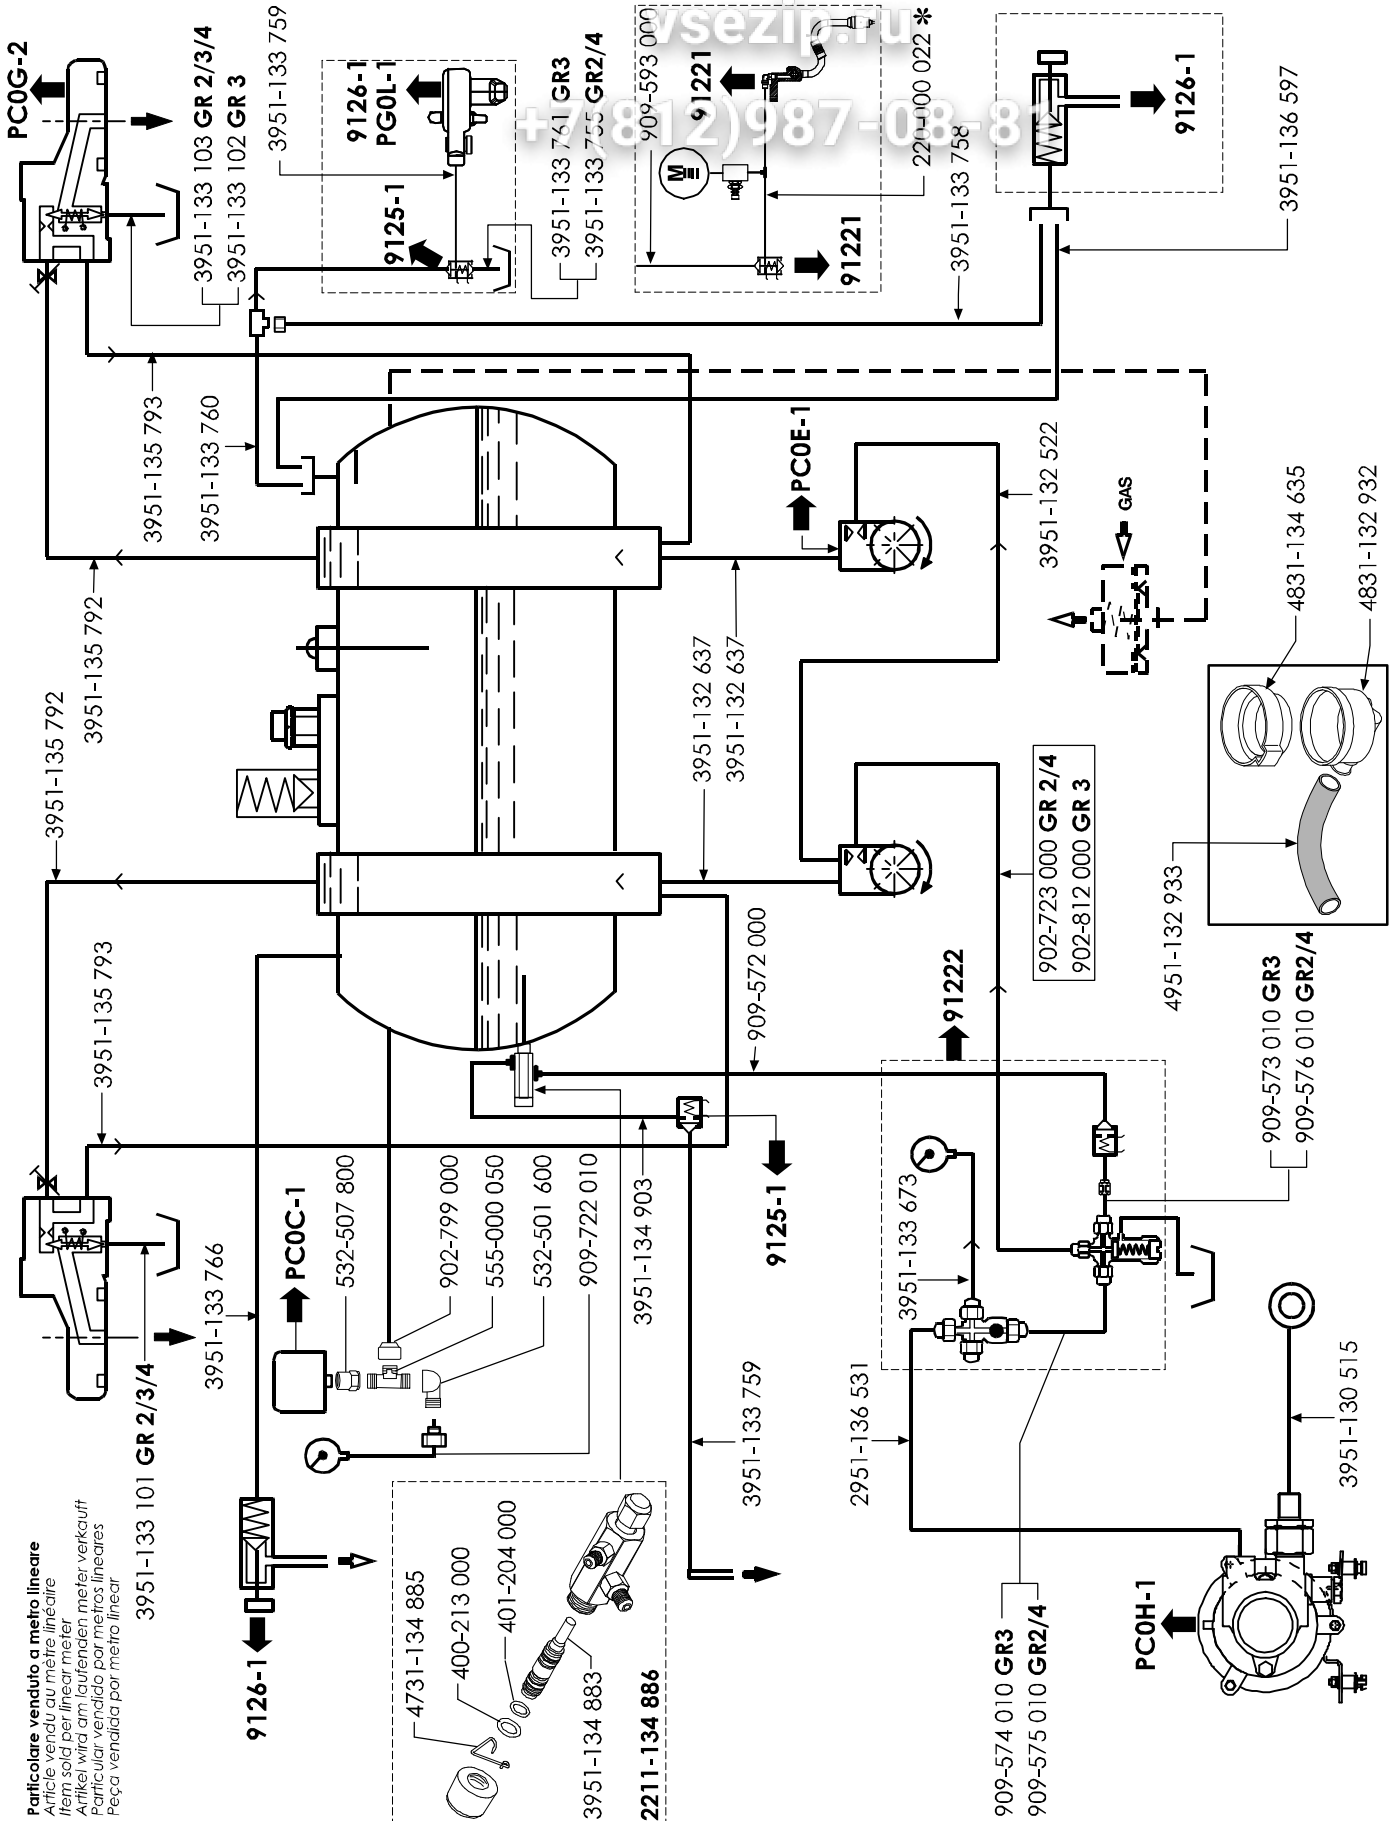 vsezip.ru
+7(812)987-08-81
PC0G-2
3951-133 103 GR 2/3/4
3951-133 102 GR 3
3951-133 759
9126-1
PG0L-1
9125-1
3951-133 761 GR3
3951-133 755 GR2/4
909-593 000
91221
M
220-000 022 *
91221
3951-133 758
9126-1
3951-136 597
3951-135 793
3951-133 760
PC0E-1
3951-132 522
GAS
4831-134 635
4831-132 932
3951-135 792
3951-135 792
3951-132 637
3951-132 637
902-723 000 GR 2/4
902-812 000 GR 3
4951-132 933
3951-135 793
909-572 000
91222
909-573 010 GR3
909-576 010 GR2/4
3951-133 101 GR 2/3/4
3951-133 766
PC0C-1
532-507 800
902-799 000
555-000 050
532-501 600
909-722 010
3951-134 903
9125-1
3951-133 673
3951-133 759
2951-136 531
3951-130 515
9126-1
4731-134 885
400-213 000
401-204 000
3951-134 883
2211-134 886
909-574 010 GR3
909-575 010 GR2/4
PC0H-1
Particolare venduto a metro lineare
Article vendu au mètre linéaire
Item sold per linear meter
Artikel wird am laufenden meter verkauft
Particular vendido por metros lineares
Peça vendida por metro linear